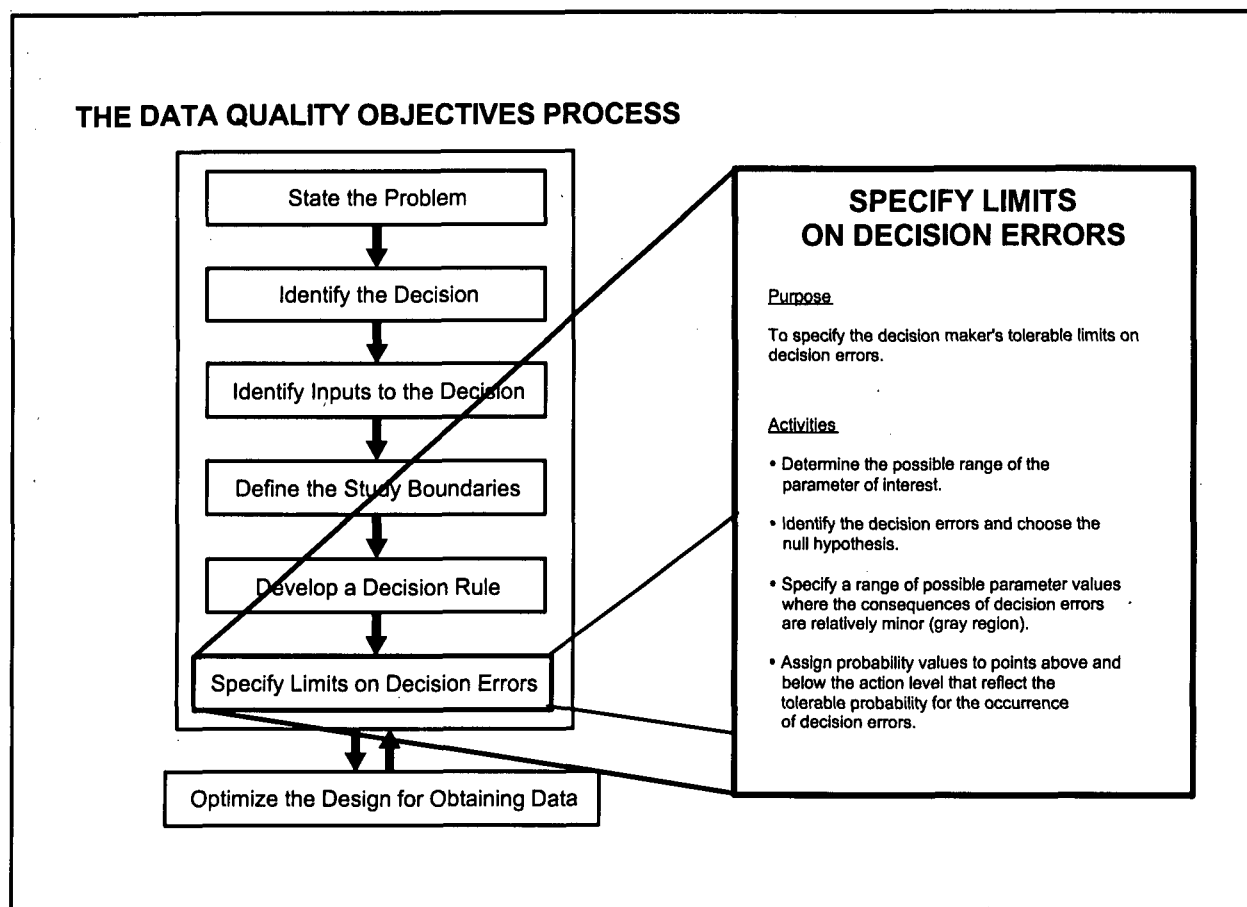 THE DATA QUALITY OBJECTIVES PROCESS
State the Problem
Identify the Decision
Identify Inputs to the Decision
Define the Study Boundaries
Develop a Decision Rule
Specify Limits on Decision Errors
Optimize the Design for Obtaining Data
SPECIFY LIMITS
ON DECISION ERRORS
Purpose
To specify the decision maker's tolerable limits on
decision errors.
Activities
• Determine the possible range of the
parameter of interest.
• Identify the decision errors and choose the
null hypothesis.
• Specify a range of possible parameter values
where the consequences of decision errors
are relatively minor (gray region).
• Assign probability values to points above and
below the action level that reflect the
tolerable probability for the occurrence
of decision errors.